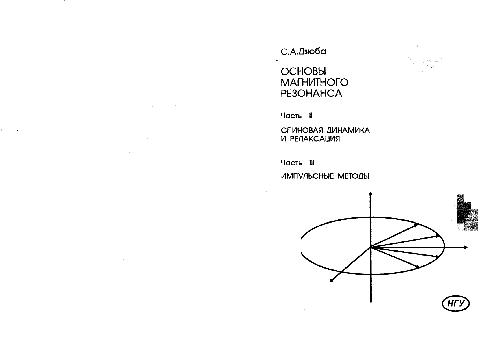 С.А.Дзюба
ОСНОВЫ
МАГНИТНОГО
РЕЗОНАНСА
Часть II
СПИНОВАЯ ДИНАМИКА
И РЕЛАКСАЦИЯ
Часть III
ИМПУЛЬСНЫЕ МЕТОДЫ
НГУ